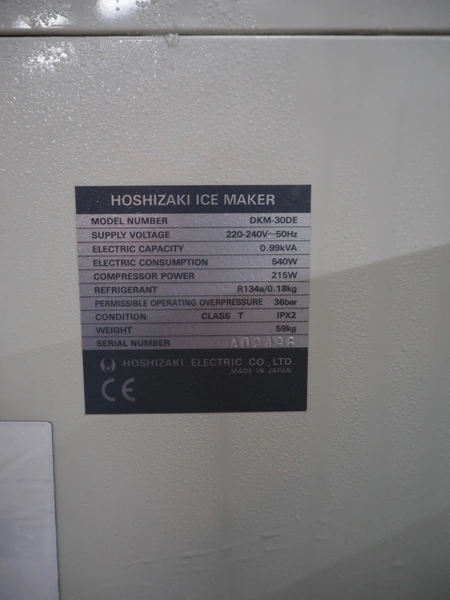 HOSHIZAKI ICE MAKER
MODEL NUMBER DKM-30DE
SUPPLY VOLTAGE 220-240V~50Hz
ELECTRIC CAPACITY 0.99kVA
ELECTRIC CONSUMPTION 540W
COMPRESSOR POWER 215W
REFRIGERANT R134a/0.18kg
PERMISSIBLE OPERATING OVERPRESSURE 36bar
CONDITION CLASS T IPX2
WEIGHT 59kg
SERIAL NUMBER A02496
HOSHIZAKI ELECTRIC CO., LTD.
MADE IN JAPAN
CE